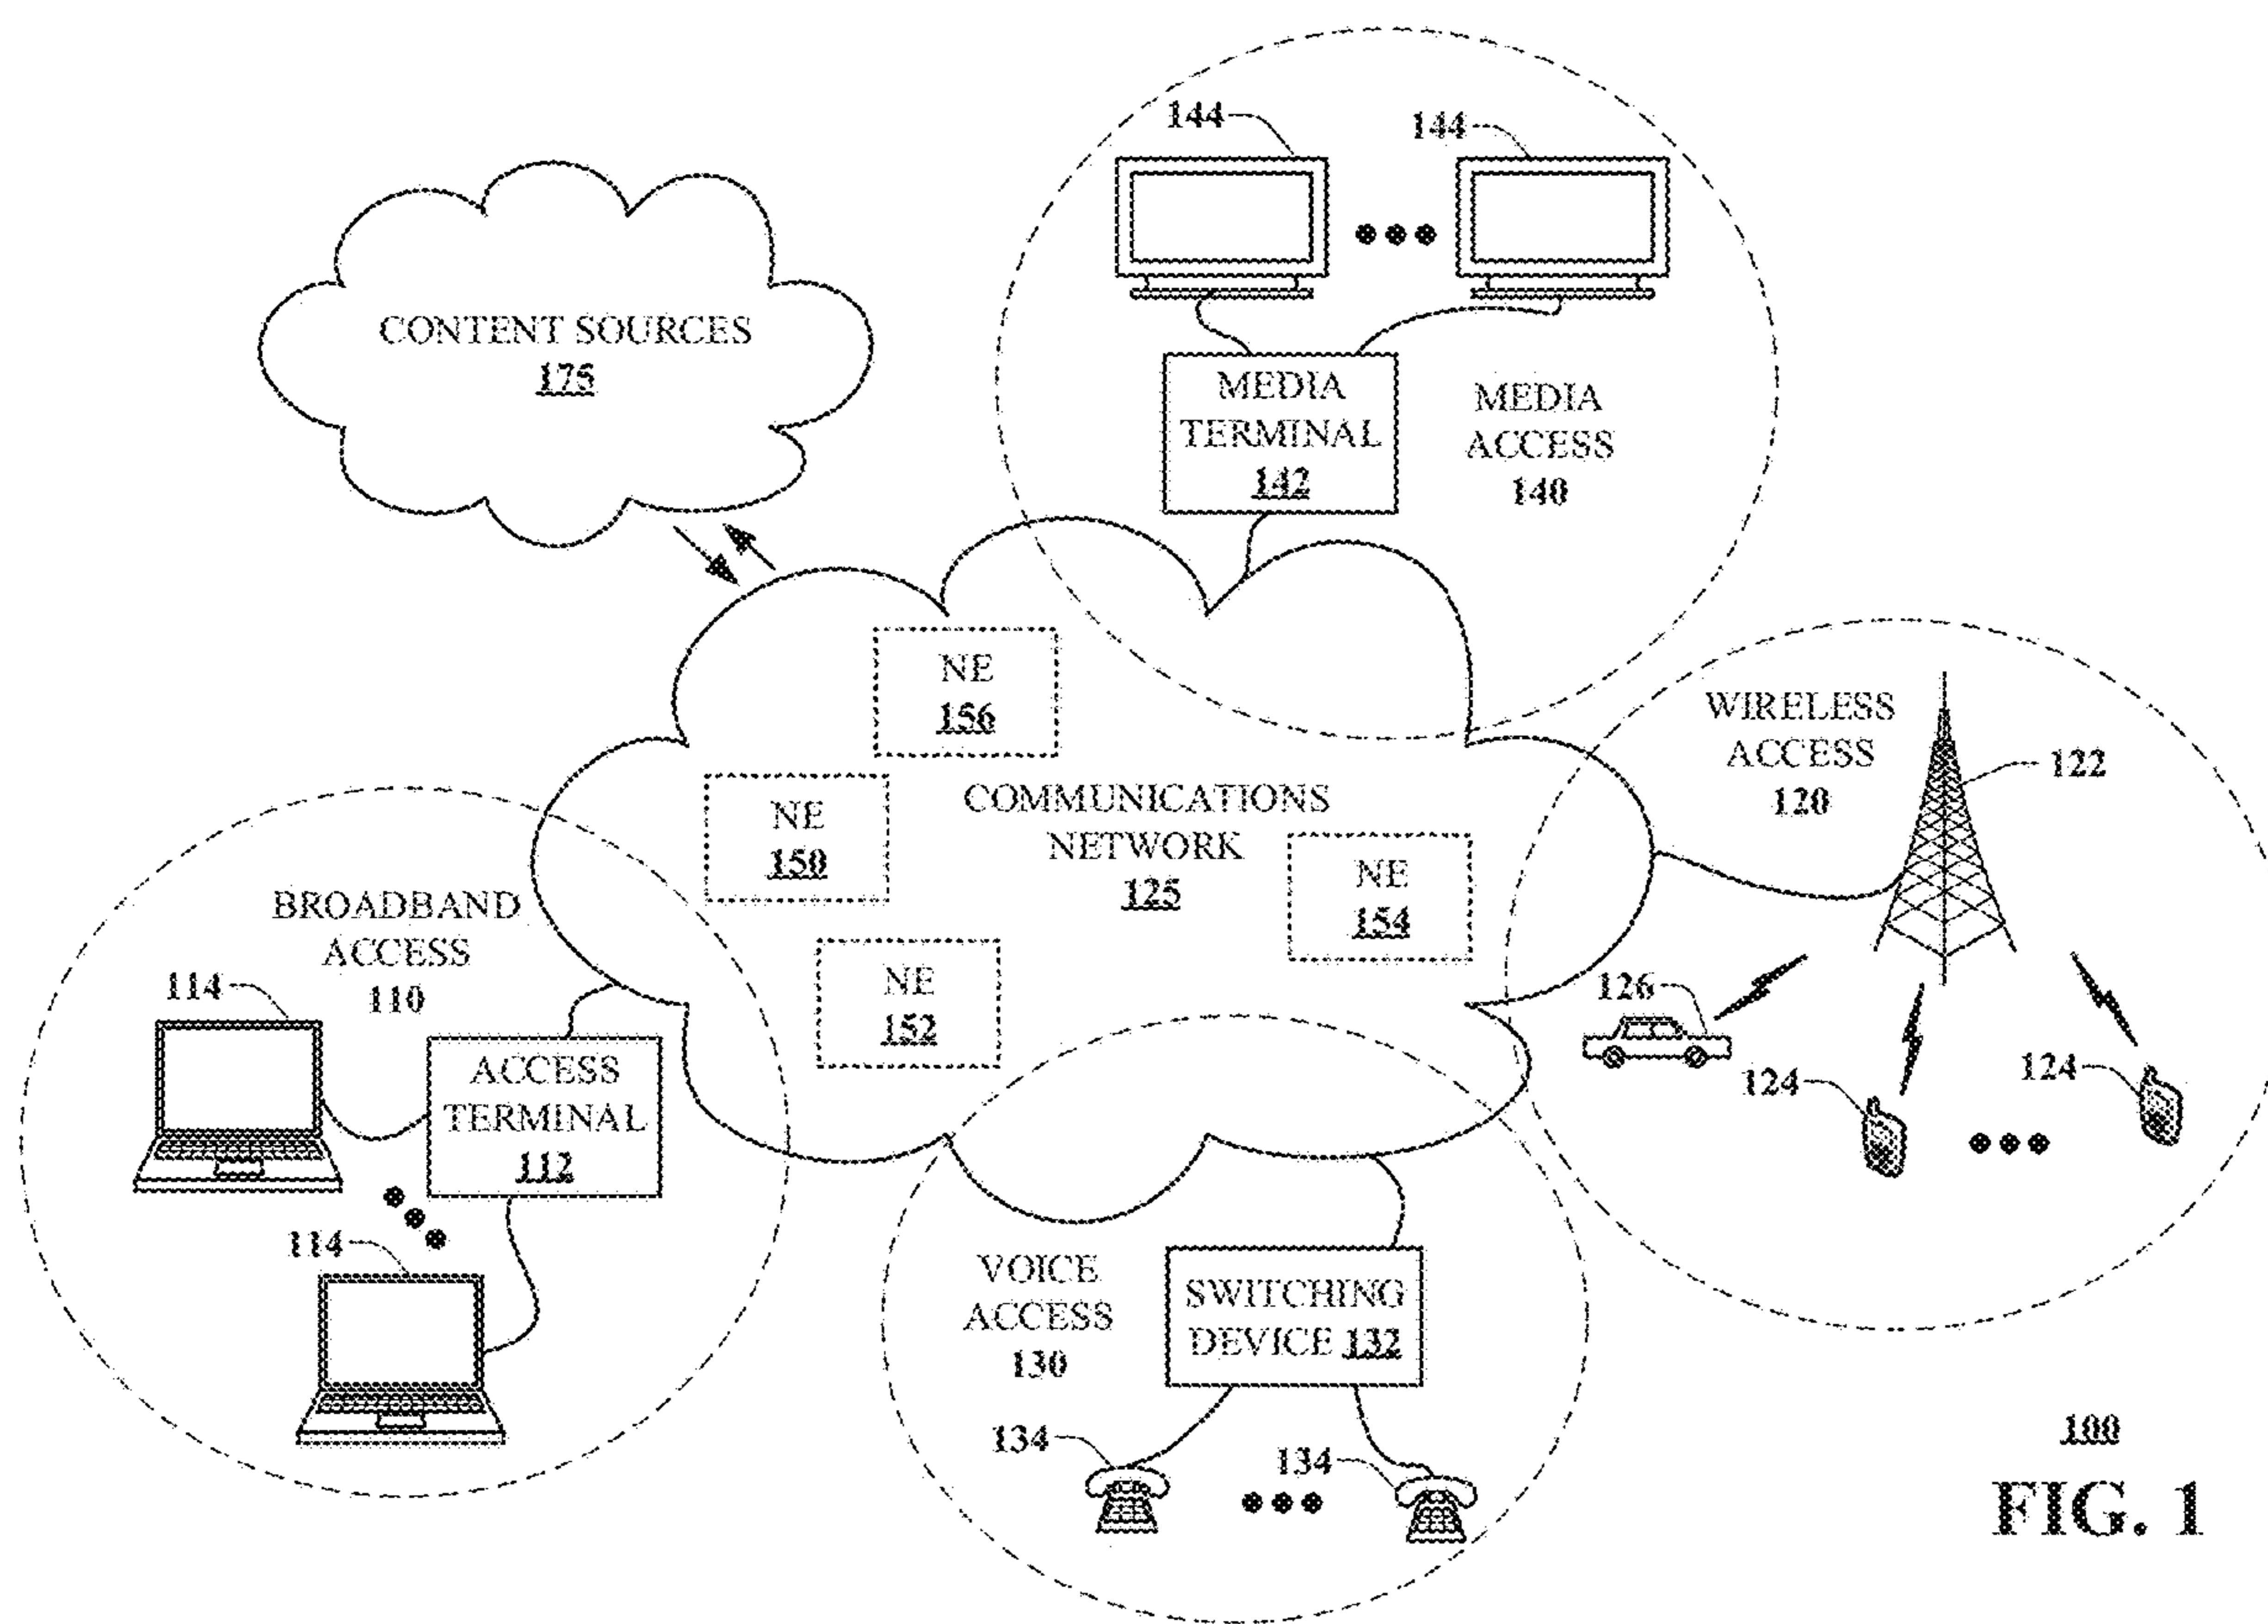 144
144
CONTENT SOURCES
175
MEDIA
TERMINAL
142
MEDIA
ACCESS
140
NE
156
WIRELESS
ACCESS
120
122
NE
150
COMMUNICATIONS
NETWORK
125
NE
154
BROADBAND
ACCESS
110
114
NE
152
126
ACCESS
TERMINAL
112
124
124
114
VOICE
ACCESS
130
SWITCHING
DEVICE 132
134
134
100
FIG. 1